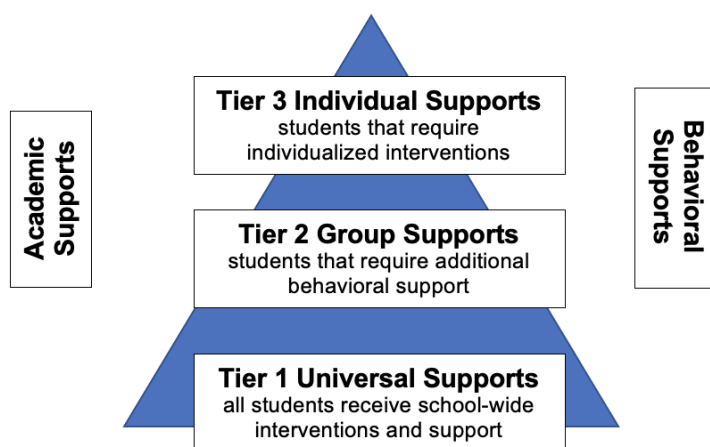 Tier 3 Individual Supports
students that require
individualized interventions
Academic
Supports
Behavioral
Supports
Tier 2 Group Supports
students that require additional
behavioral support
Tier 1 Universal Supports
all students receive school-wide
interventions and support